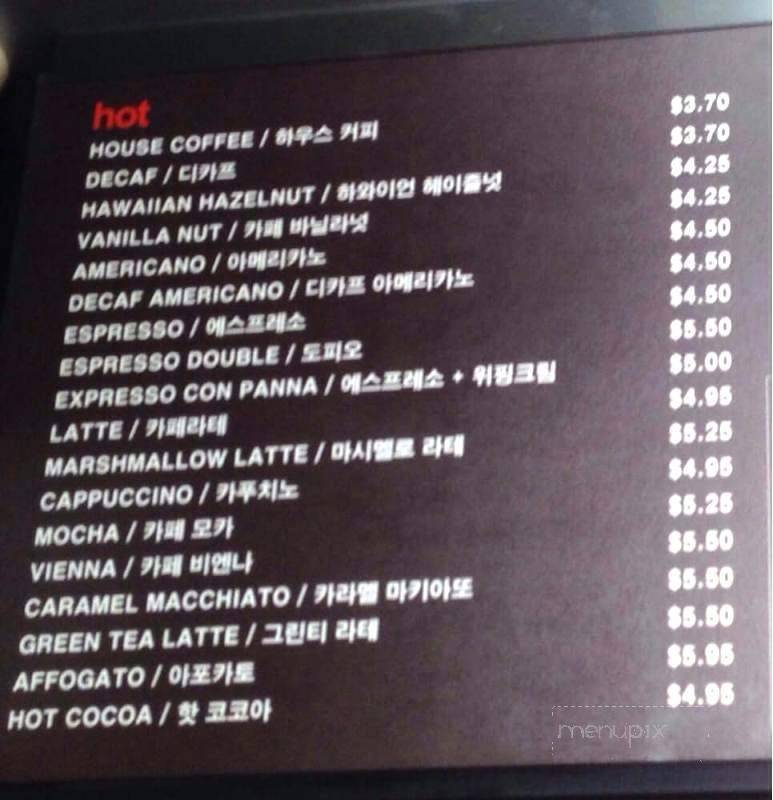 hot
HOUSE COFFEE / 하우스 커피 $3.70
DECAF / 디카프 $3.70
HAWAIIAN HAZELNUT / 하와이언 헤이즐넛 $4.25
VANILLA NUT / 카페 바닐라넛 $4.25
AMERICANO / 아메리카노 $4.50
DECAF AMERICANO / 디카프 아메리카노 $4.50
ESPRESSO / 에스프레소 $4.50
ESPRESSO DOUBLE / 도피오 $5.50
EXPRESSO CON PANNA / 에스프레소 + 위핑크림 $5.00
LATTE / 카페라테 $4.95
MARSHMALLOW LATTE / 마시멜로 라테 $5.25
CAPPUCCINO / 카푸치노 $4.95
MOCHA / 카페 모카 $5.25
VIENNA / 카페 비엔나 $5.50
CARAMEL MACCHIATO / 카라멜 마키아또 $5.50
GREEN TEA LATTE / 그린티 라테 $5.50
AFFOGATO / 아포카토 $5.95
HOT COCOA / 핫 코코아 $4.95
menupix